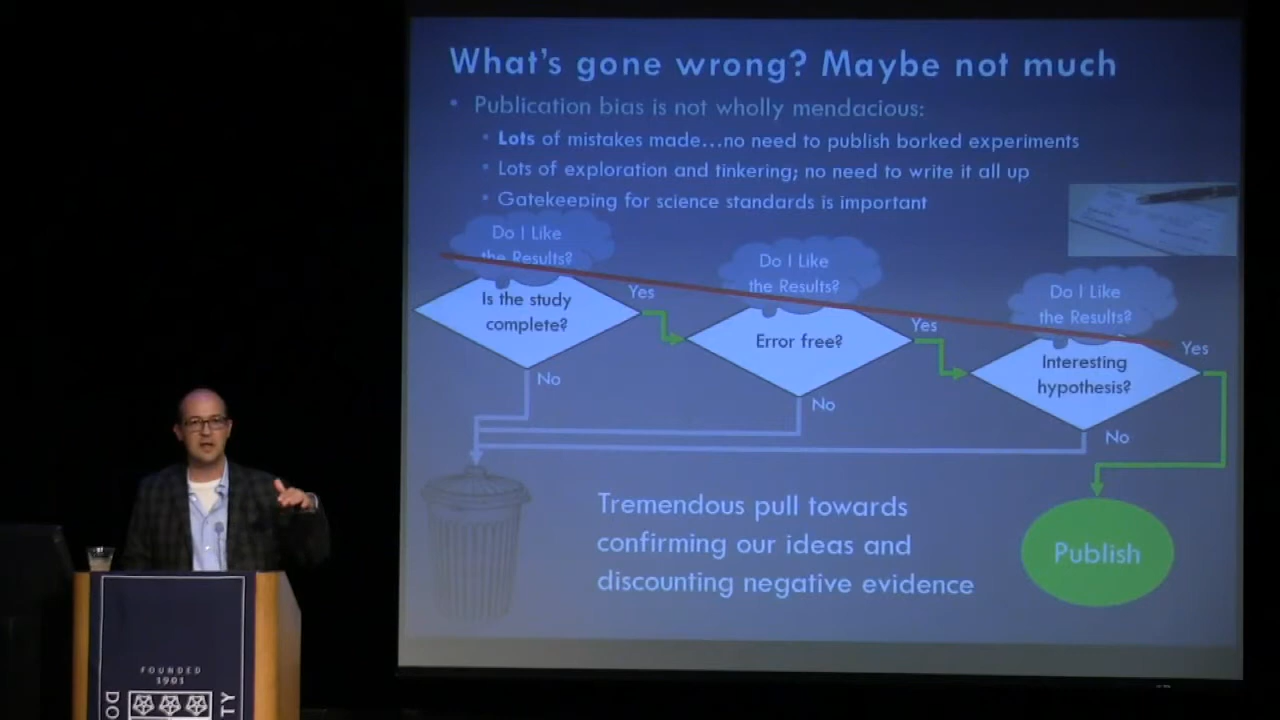 What's gone wrong? Maybe not much
• Publication bias is not wholly mendacious:
• Lots of mistakes made...no need to publish borked experiments
• Lots of exploration and tinkering; no need to write it all up
• Gatekeeping for science standards is important
Do I Like
the Results?
Is the study
complete?
Yes
No
Do I Like
the Results?
Error free?
Yes
No
Do I Like
the Results?
Interesting
hypothesis?
Yes
No
Tremendous pull towards
confirming our ideas and
discounting negative evidence
Publish
FOUNDED
1901
DO
TY